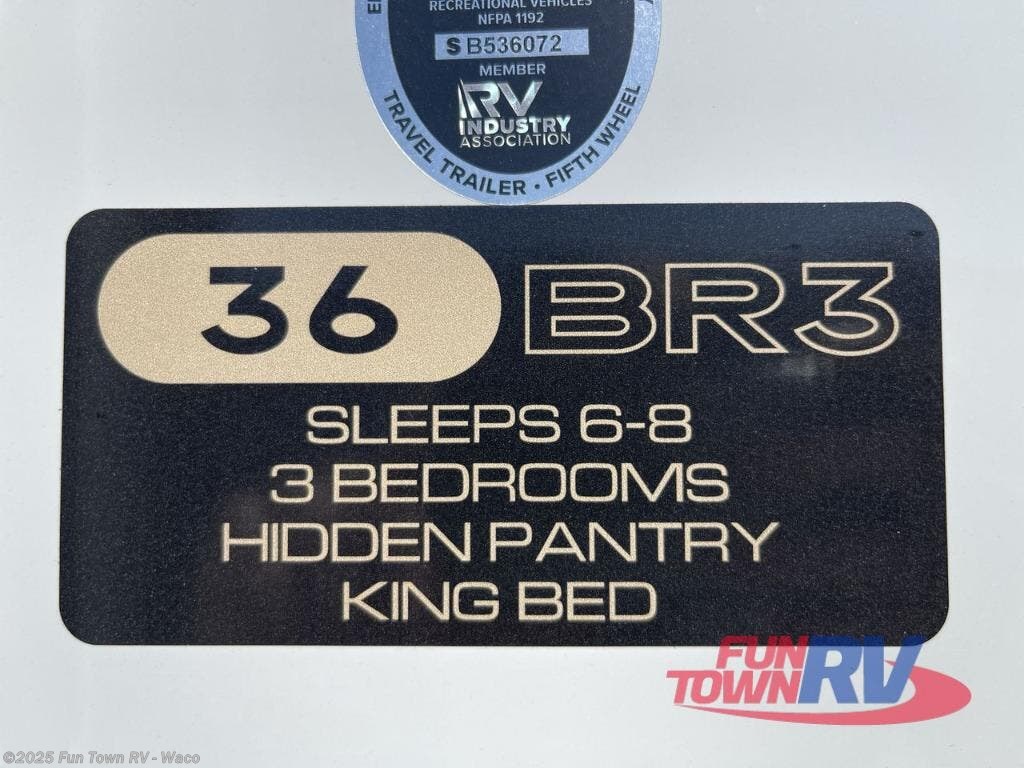 RECREATIONAL VEHICLES
NFPA 1192
SB536072
MEMBER
RV
INDUSTRY
ASSOCIATION
TRAVEL TRAILER · FIFTH WHEEL
36 BR3
SLEEPS 6-8
3 BEDROOMS
HIDDEN PANTRY
KING BED
FUN TOWN RV
©2025 Fun Town RV - Waco